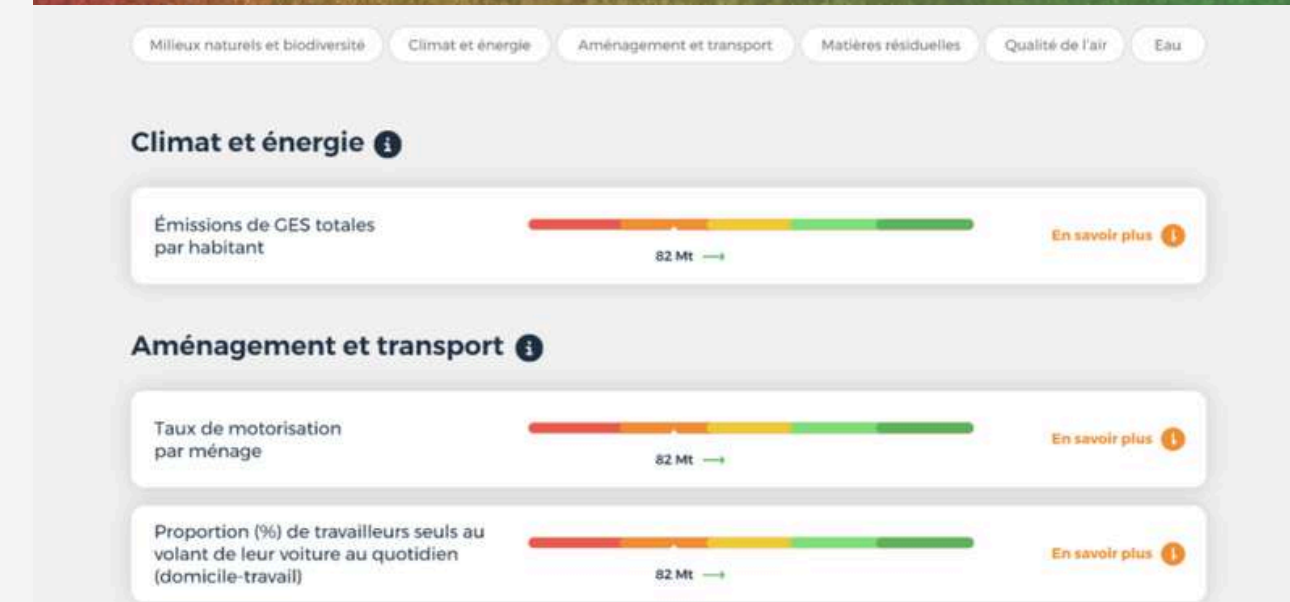 Milieux naturels et biodiversité
Climat et énergie
Aménagement et transport
Matières résiduelles
Qualité de l'air
Eau
Climat et énergie
Émissions de GES totales
par habitant
82 Mt
En savoir plus
Aménagement et transport
Taux de motorisation
par ménage
82 Mt
En savoir plus
Proportion (%) de travailleurs seuls au
volant de leur voiture au quotidien
(domicile-travail)
82 Mt
En savoir plus